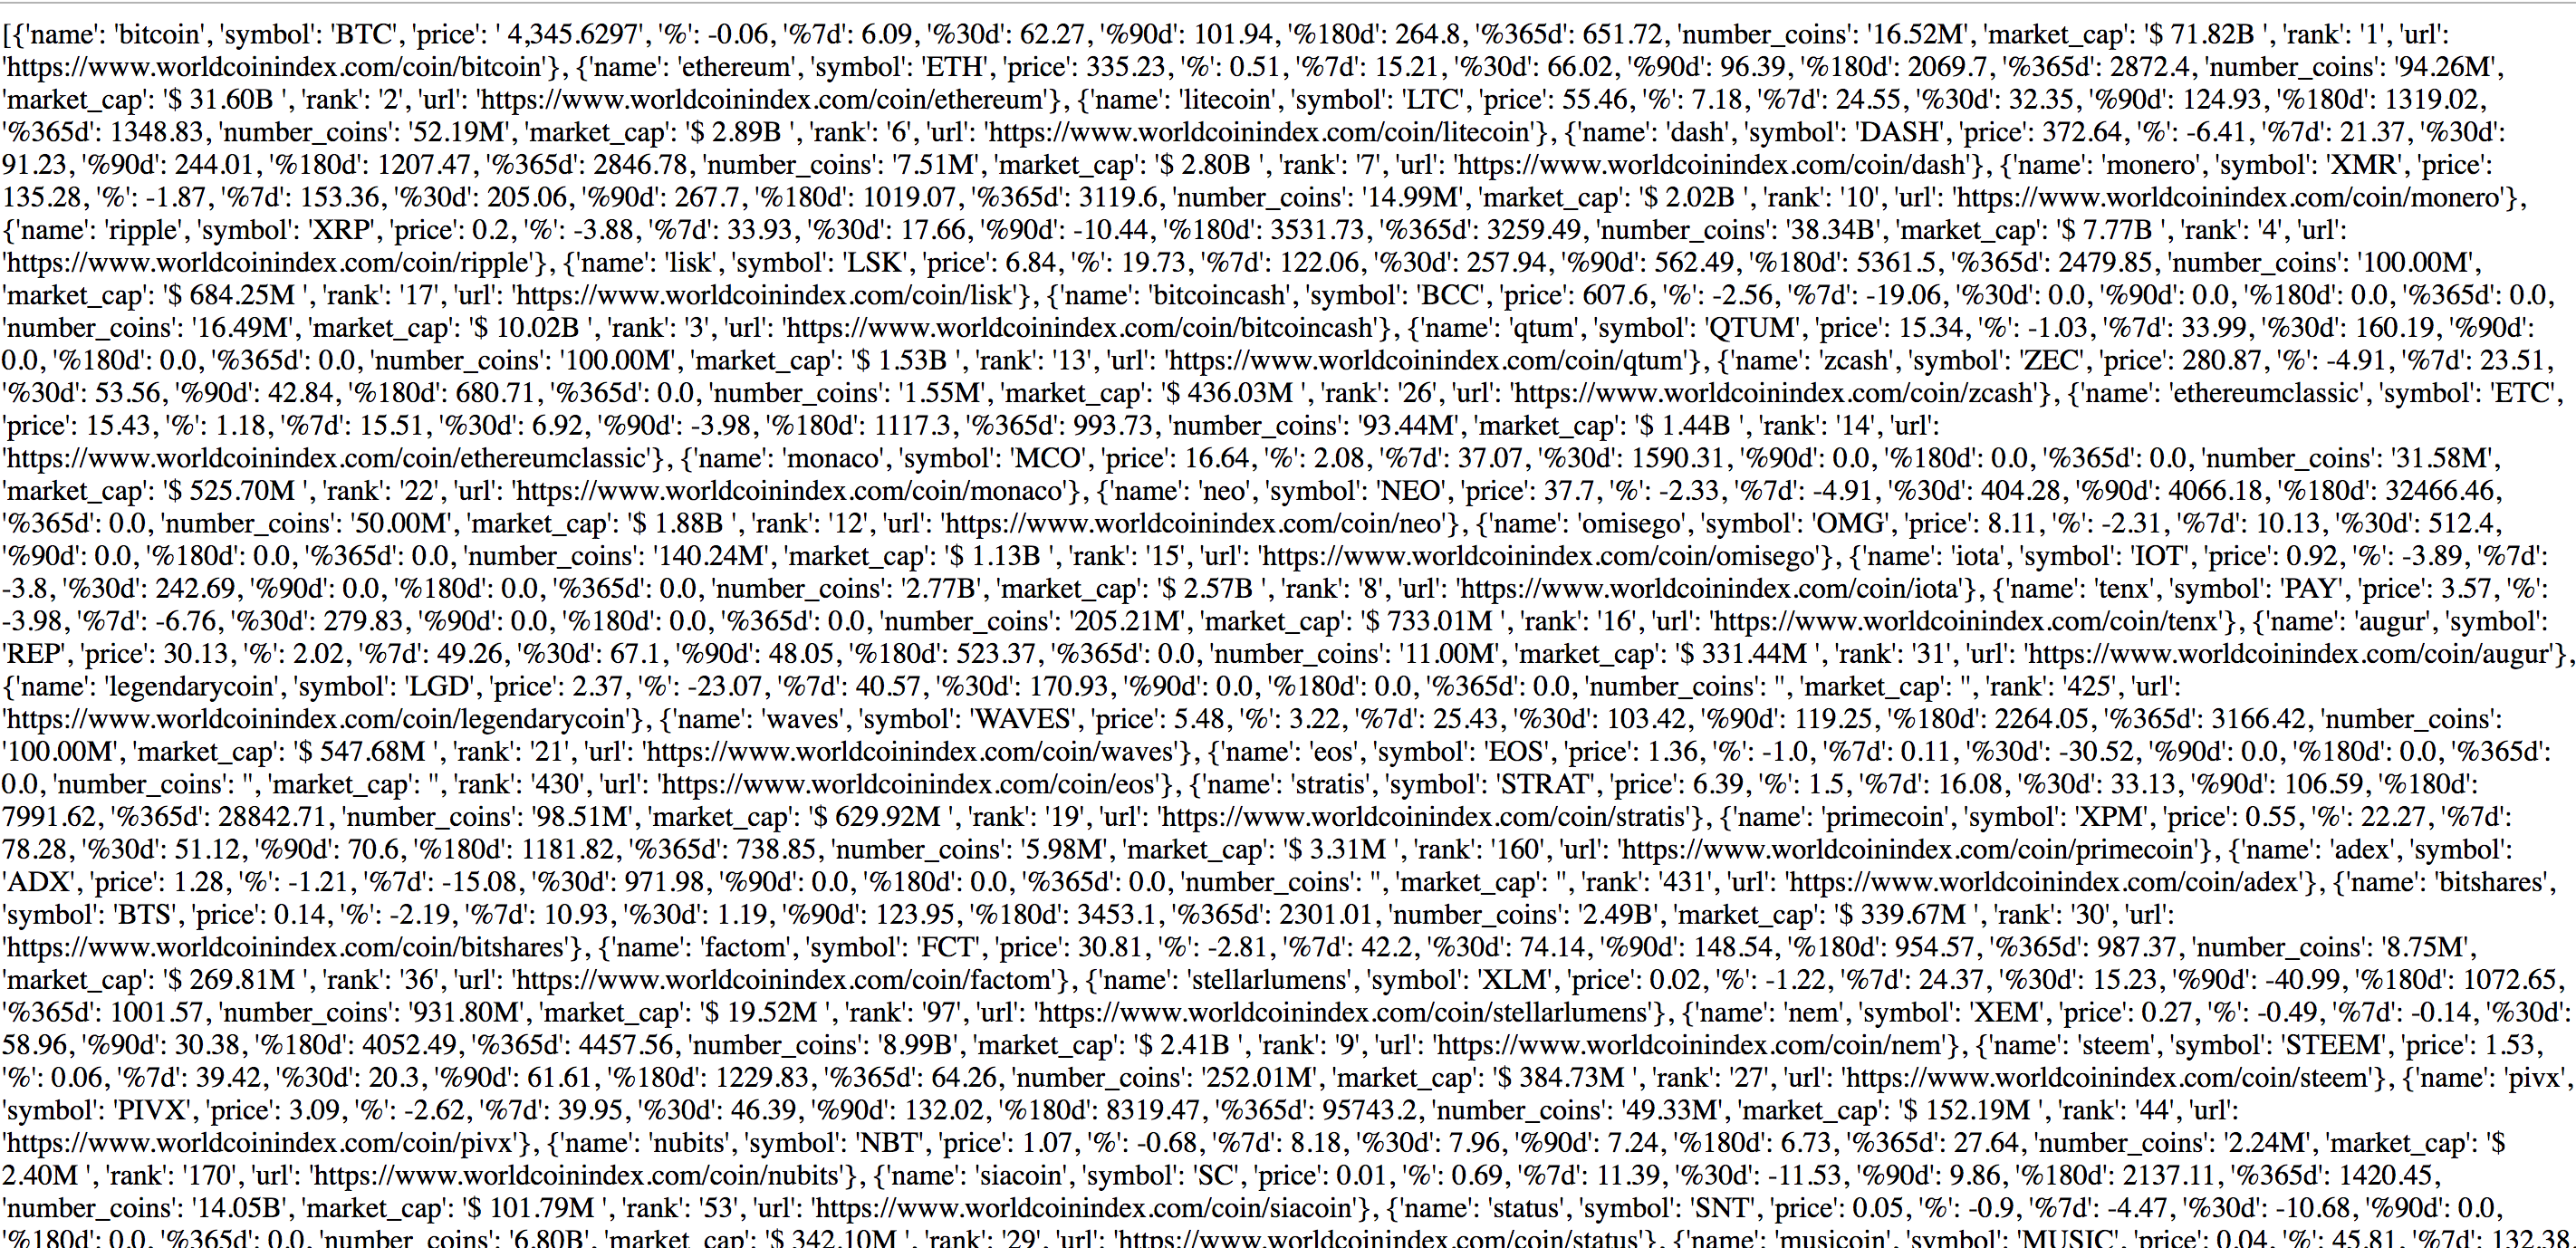 [{'name': 'bitcoin', 'symbol': 'BTC', 'price': ' 4,345.6297', '%': -0.06, '%7d': 6.09, '%30d': 62.27, '%90d': 101.94, '%180d': 264.8, '%365d': 651.72, 'number_coins': '16.52M', 'market_cap': '$ 71.82B ', 'rank': '1', 'url':
'https://www.worldcoinindex.com/coin/bitcoin'}, {'name': 'ethereum', 'symbol': 'ETH', 'price': 335.23, '%': 0.51, '%7d': 15.21, '%30d': 66.02, '%90d': 96.39, '%180d': 2069.7, '%365d': 2872.4, 'number_coins': '94.26M',
'market_cap': '$ 31.60B ', 'rank': '2', 'url': 'https://www.worldcoinindex.com/coin/ethereum'}, {'name': 'litecoin', 'symbol': 'LTC', 'price': 55.46, '%': 7.18, '%7d': 24.55, '%30d': 32.35, '%90d': 124.93, '%180d': 1319.02,
'%365d': 1348.83, 'number_coins': '52.19M', 'market_cap': '$ 2.89B ', 'rank': '6', 'url': 'https://www.worldcoinindex.com/coin/litecoin'}, {'name': 'dash', 'symbol': 'DASH', 'price': 372.64, '%': -6.41, '%7d': 21.37, '%30d':
91.23, '%90d': 244.01, '%180d': 1207.47, '%365d': 2846.78, 'number_coins': '7.51M', 'market_cap': '$ 2.80B ', 'rank': '7', 'url': 'https://www.worldcoinindex.com/coin/dash'}, {'name': 'monero', 'symbol': 'XMR', 'price':
135.28, '%': -1.87, '%7d': 153.36, '%30d': 205.06, '%90d': 267.7, '%180d': 1019.07, '%365d': 3119.6, 'number_coins': '14.99M', 'market_cap': '$ 2.02B ', 'rank': '10', 'url': 'https://www.worldcoinindex.com/coin/monero'},
{'name': 'ripple', 'symbol': 'XRP', 'price': 0.2, '%': -3.88, '%7d': 33.93, '%30d': 17.66, '%90d': -10.44, '%180d': 3531.73, '%365d': 3259.49, 'number_coins': '38.34B', 'market_cap': '$ 7.77B ', 'rank': '4', 'url':
'https://www.worldcoinindex.com/coin/ripple'}, {'name': 'lisk', 'symbol': 'LSK', 'price': 6.84, '%': 19.73, '%7d': 122.06, '%30d': 257.94, '%90d': 562.49, '%180d': 5361.5, '%365d': 2479.85, 'number_coins': '100.00M',
'market_cap': '$ 684.25M ', 'rank': '17', 'url': 'https://www.worldcoinindex.com/coin/lisk'}, {'name': 'bitcoincash', 'symbol': 'BCC', 'price': 607.6, '%': -2.56, '%7d': -19.06, '%30d': 0.0, '%90d': 0.0, '%180d': 0.0, '%365d': 0.0,
'number_coins': '16.49M', 'market_cap': '$ 10.02B ', 'rank': '3', 'url': 'https://www.worldcoinindex.com/coin/bitcoincash'}, {'name': 'qtum', 'symbol': 'QTUM', 'price': 15.34, '%': -1.03, '%7d': 33.99, '%30d': 160.19, '%90d':
0.0, '%180d': 0.0, '%365d': 0.0, 'number_coins': '100.00M', 'market_cap': '$ 1.53B ', 'rank': '13', 'url': 'https://www.worldcoinindex.com/coin/qtum'}, {'name': 'zcash', 'symbol': 'ZEC', 'price': 280.87, '%': -4.91, '%7d': 23.51,
'%30d': 53.56, '%90d': 42.84, '%180d': 680.71, '%365d': 0.0, 'number_coins': '1.55M', 'market_cap': '$ 436.03M ', 'rank': '26', 'url': 'https://www.worldcoinindex.com/coin/zcash'}, {'name': 'ethereumclassic', 'symbol': 'ETC',
'price': 15.43, '%': 1.18, '%7d': 15.51, '%30d': 6.92, '%90d': -3.98, '%180d': 1117.3, '%365d': 993.73, 'number_coins': '93.44M', 'market_cap': '$ 1.44B ', 'rank': '14', 'url':
'https://www.worldcoinindex.com/coin/ethereumclassic'}, {'name': 'monaco', 'symbol': 'MCO', 'price': 16.64, '%': 2.08, '%7d': 37.07, '%30d': 1590.31, '%90d': 0.0, '%180d': 0.0, '%365d': 0.0, 'number_coins': '31.58M',
'market_cap': '$ 525.70M ', 'rank': '22', 'url': 'https://www.worldcoinindex.com/coin/monaco'}, {'name': 'neo', 'symbol': 'NEO', 'price': 37.7, '%': -2.33, '%7d': -4.91, '%30d': 404.28, '%90d': 4066.18, '%180d': 32466.46,
'%365d': 0.0, 'number_coins': '50.00M', 'market_cap': '$ 1.88B ', 'rank': '12', 'url': 'https://www.worldcoinindex.com/coin/neo'}, {'name': 'omisego', 'symbol': 'OMG', 'price': 8.11, '%': -2.31, '%7d': 10.13, '%30d': 512.4,
'%90d': 0.0, '%180d': 0.0, '%365d': 0.0, 'number_coins': '140.24M', 'market_cap': '$ 1.13B ', 'rank': '15', 'url': 'https://www.worldcoinindex.com/coin/omisego'}, {'name': 'iota', 'symbol': 'IOT', 'price': 0.92, '%': -3.89, '%7d':
-3.8, '%30d': 242.69, '%90d': 0.0, '%180d': 0.0, '%365d': 0.0, 'number_coins': '2.77B', 'market_cap': '$ 2.57B ', 'rank': '8', 'url': 'https://www.worldcoinindex.com/coin/iota'}, {'name': 'tenx', 'symbol': 'PAY', 'price': 3.57, '%':
-3.98, '%7d': -6.76, '%30d': 279.83, '%90d': 0.0, '%180d': 0.0, '%365d': 0.0, 'number_coins': '205.21M', 'market_cap': '$ 733.01M ', 'rank': '16', 'url': 'https://www.worldcoinindex.com/coin/tenx'}, {'name': 'augur', 'symbol':
'REP', 'price': 30.13, '%': 2.02, '%7d': 49.26, '%30d': 67.1, '%90d': 48.05, '%180d': 523.37, '%365d': 0.0, 'number_coins': '11.00M', 'market_cap': '$ 331.44M ', 'rank': '31', 'url': 'https://www.worldcoinindex.com/coin/augur'},
{'name': 'legendarycoin', 'symbol': 'LGD', 'price': 2.37, '%': -23.07, '%7d': 40.57, '%30d': 170.93, '%90d': 0.0, '%180d': 0.0, '%365d': 0.0, 'number_coins': '', 'market_cap': '', 'rank': '425', 'url':
'https://www.worldcoinindex.com/coin/legendarycoin'}, {'name': 'waves', 'symbol': 'WAVES', 'price': 5.48, '%': 3.22, '%7d': 25.43, '%30d': 103.42, '%90d': 119.25, '%180d': 2264.05, '%365d': 3166.42, 'number_coins':
'100.00M', 'market_cap': '$ 547.68M ', 'rank': '21', 'url': 'https://www.worldcoinindex.com/coin/waves'}, {'name': 'eos', 'symbol': 'EOS', 'price': 1.36, '%': -1.0, '%7d': 0.11, '%30d': -30.52, '%90d': 0.0, '%180d': 0.0, '%365d':
0.0, 'number_coins': '', 'market_cap': '', 'rank': '430', 'url': 'https://www.worldcoinindex.com/coin/eos'}, {'name': 'stratis', 'symbol': 'STRAT', 'price': 6.39, '%': 1.5, '%7d': 16.08, '%30d': 33.13, '%90d': 106.59, '%180d':
7991.62, '%365d': 28842.71, 'number_coins': '98.51M', 'market_cap': '$ 629.92M ', 'rank': '19', 'url': 'https://www.worldcoinindex.com/coin/stratis'}, {'name': 'primecoin', 'symbol': 'XPM', 'price': 0.55, '%': 22.27, '%7d':
78.28, '%30d': 51.12, '%90d': 70.6, '%180d': 1181.82, '%365d': 738.85, 'number_coins': '5.98M', 'market_cap': '$ 3.31M ', 'rank': '160', 'url': 'https://www.worldcoinindex.com/coin/primecoin'}, {'name': 'adex', 'symbol':
'ADX', 'price': 1.28, '%': -1.21, '%7d': -15.08, '%30d': 971.98, '%90d': 0.0, '%180d': 0.0, '%365d': 0.0, 'number_coins': '', 'market_cap': '', 'rank': '431', 'url': 'https://www.worldcoinindex.com/coin/adex'}, {'name': 'bitshares',
'symbol': 'BTS', 'price': 0.14, '%': -2.19, '%7d': 10.93, '%30d': 1.19, '%90d': 123.95, '%180d': 3453.1, '%365d': 2301.01, 'number_coins': '2.49B', 'market_cap': '$ 339.67M ', 'rank': '30', 'url':
'https://www.worldcoinindex.com/coin/bitshares'}, {'name': 'factom', 'symbol': 'FCT', 'price': 30.81, '%': -2.81, '%7d': 42.2, '%30d': 74.14, '%90d': 148.54, '%180d': 954.57, '%365d': 987.37, 'number_coins': '8.75M',
'market_cap': '$ 269.81M ', 'rank': '36', 'url': 'https://www.worldcoinindex.com/coin/factom'}, {'name': 'stellarlumens', 'symbol': 'XLM', 'price': 0.02, '%': -1.22, '%7d': 24.37, '%30d': 15.23, '%90d': -40.99, '%180d': 1072.65,
'%365d': 1001.57, 'number_coins': '931.80M', 'market_cap': '$ 19.52M ', 'rank': '97', 'url': 'https://www.worldcoinindex.com/coin/stellarlumens'}, {'name': 'nem', 'symbol': 'XEM', 'price': 0.27, '%': -0.49, '%7d': -0.14, '%30d':
58.96, '%90d': 30.38, '%180d': 4052.49, '%365d': 4457.56, 'number_coins': '8.99B', 'market_cap': '$ 2.41B ', 'rank': '9', 'url': 'https://www.worldcoinindex.com/coin/nem'}, {'name': 'steem', 'symbol': 'STEEM', 'price': 1.53,
'%': 0.06, '%7d': 39.42, '%30d': 20.3, '%90d': 61.61, '%180d': 1229.83, '%365d': 64.26, 'number_coins': '252.01M', 'market_cap': '$ 384.73M ', 'rank': '27', 'url': 'https://www.worldcoinindex.com/coin/steem'}, {'name': 'pivx',
'symbol': 'PIVX', 'price': 3.09, '%': -2.62, '%7d': 39.95, '%30d': 46.39, '%90d': 132.02, '%180d': 8319.47, '%365d': 95743.2, 'number_coins': '49.33M', 'market_cap': '$ 152.19M ', 'rank': '44', 'url':
'https://www.worldcoinindex.com/coin/pivx'}, {'name': 'nubits', 'symbol': 'NBT', 'price': 1.07, '%': -0.68, '%7d': 8.18, '%30d': 7.96, '%90d': 7.24, '%180d': 6.73, '%365d': 27.64, 'number_coins': '2.24M', 'market_cap': '$
2.40M ', 'rank': '170', 'url': 'https://www.worldcoinindex.com/coin/nubits'}, {'name': 'siacoin', 'symbol': 'SC', 'price': 0.01, '%': 0.69, '%7d': 11.39, '%30d': -11.53, '%90d': 9.86, '%180d': 2137.11, '%365d': 1420.45,
'number_coins': '14.05B', 'market_cap': '$ 101.79M ', 'rank': '53', 'url': 'https://www.worldcoinindex.com/coin/siacoin'}, {'name': 'status', 'symbol': 'SNT', 'price': 0.05, '%': -0.9, '%7d': -4.47, '%30d': -10.68, '%90d': 0.0,
'%180d': 0.0, '%365d': 0.0, 'number_coins': '6.80B', 'market_cap': '$ 342.10M ', 'rank': '29', 'url': 'https://www.worldcoinindex.com/coin/status'}, {'name': 'musicoin', 'symbol': 'MUSIC', 'price': 0.04, '%': 45.81, '%7d': 132.38,